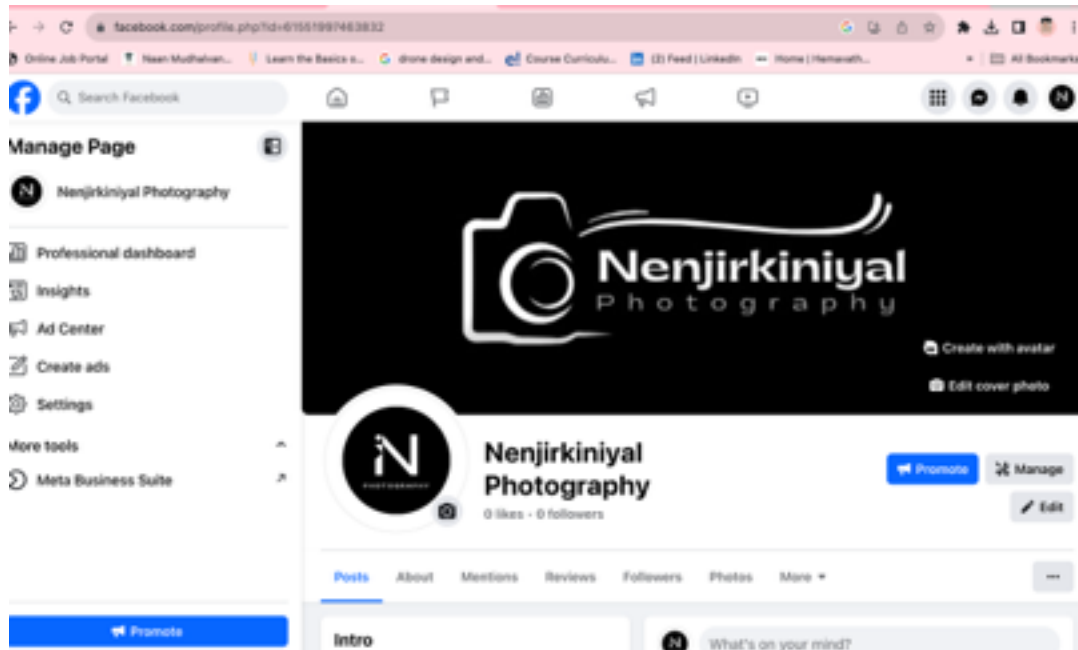 facebook.com/profile.php?id=61551997463832
Online Job Portal
Naan Mudhalvan...
Learn the Basics o...
drone design and...
Course Curriculu...
(2) Feed | LinkedIn
Home | Hemavath...
All Bookmarks
Search Facebook
Manage Page
N Nenjirkiniyal Photography
Professional dashboard
Insights
Ad Center
Create ads
Settings
More tools
Meta Business Suite
Promote
Nenjirkiniyal
Photography
Create with avatar
Edit cover photo
N
PHOTOGRAPHY
Nenjirkiniyal
Photography
0 likes • 0 followers
Promote
Manage
Edit
Posts About Mentions Reviews Followers Photos More
Intro
N What's on your mind?